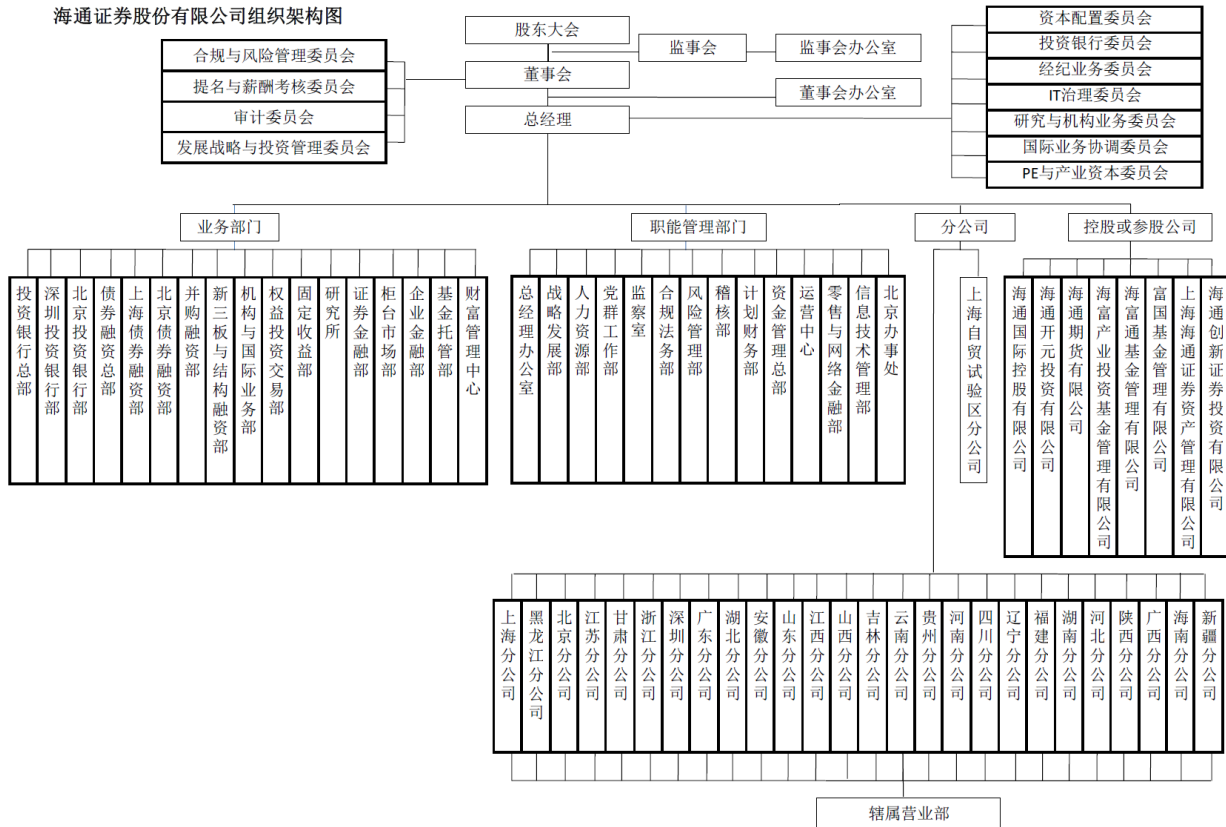 海通证券股份有限公司组织架构图
股东大会
监事会
监事会办公室
董事会
董事会办公室
总经理
合规与风险管理委员会
提名与薪酬考核委员会
审计委员会
发展战略与投资管理委员会
资本配置委员会
投资银行委员会
经纪业务委员会
IT治理委员会
研究与机构业务委员会
国际业务协调委员会
PE与产业资本委员会
业务部门
职能管理部门
分公司
控股或参股公司
投资银行总部
深圳投资银行部
北京投资银行部
债券融资总部
上海债券融资部
北京债券融资部
并购融资部
新三板与结构融资部
机构与国际业务部
权益投资交易部
固定收益部
研究所
证券金融部
柜台市场部
企业金融部
基金托管部
财富管理中心
总经理办公室
战略发展部
人力资源部
党群工作部
监察室
合规法务部
风险管理部
稽核部
计划财务部
资金管理总部
运营中心
零售与网络金融部
信息技术管理部
北京办事处
上海自贸试验区分公司
海通国际控股有限公司
海通开元投资有限公司
海通期货有限公司
海富产业投资基金管理有限公司
海富通基金管理有限公司
富国基金管理有限公司
上海海通证券资产管理有限公司
海通创新证券投资有限公司
上海分公司
黑龙江分公司
北京分公司
江苏分公司
甘肃分公司
浙江分公司
深圳分公司
广东分公司
湖北分公司
安徽分公司
山东分公司
江西分公司
山西分公司
吉林分公司
云南分公司
贵州分公司
河南分公司
四川分公司
辽宁分公司
福建分公司
湖南分公司
河北分公司
陕西分公司
广西分公司
海南分公司
新疆分公司
辖属营业部